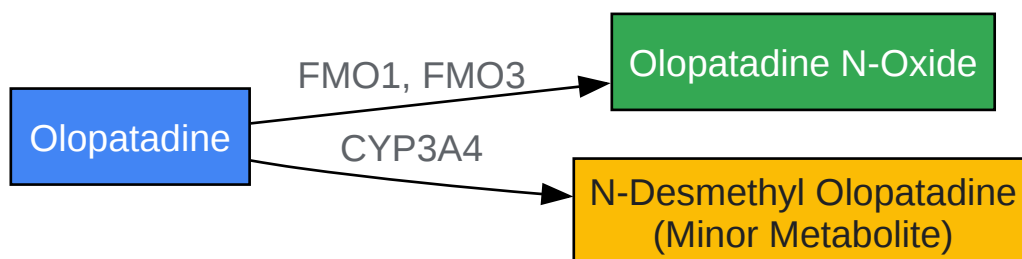 Olopatadine
FMO1, FMO3
Olopatadine N-Oxide
CYP3A4
N-Desmethyl Olopatadine
(Minor Metabolite)